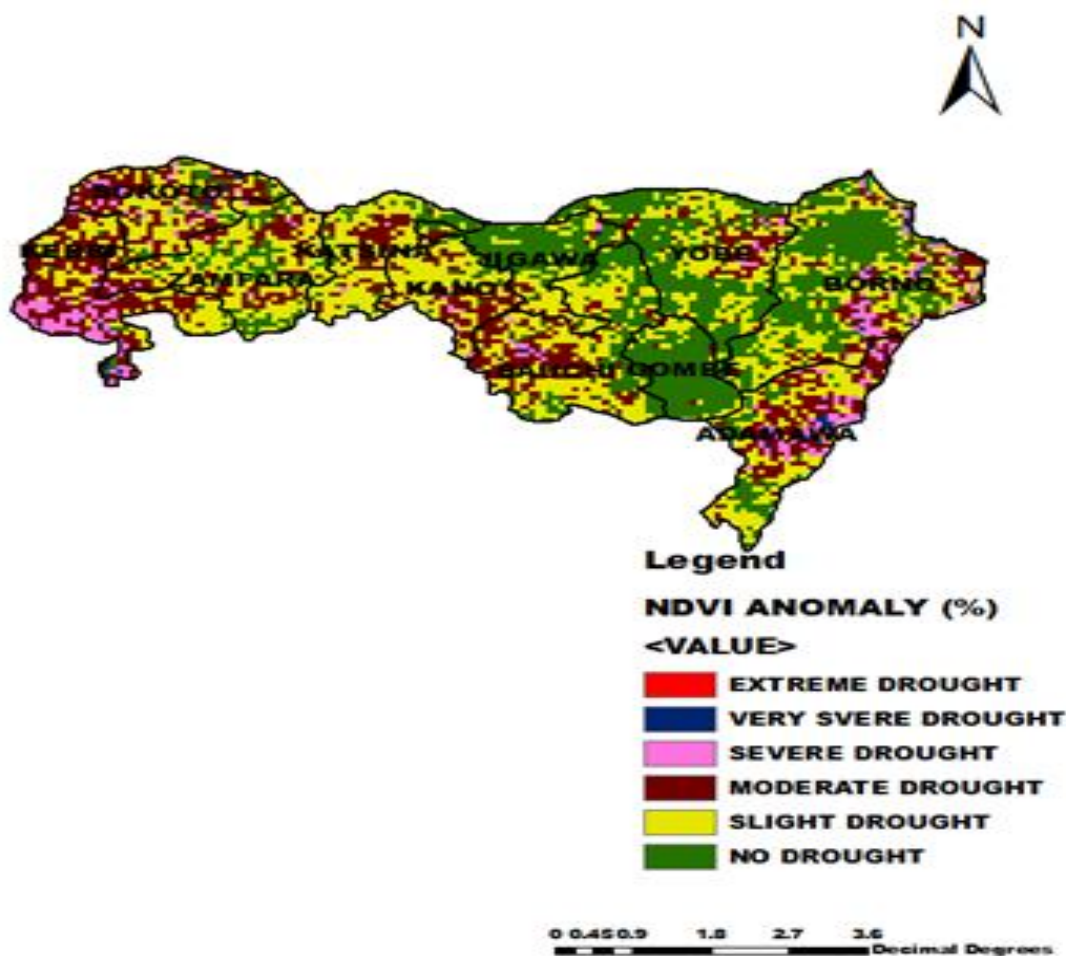 N
SOKOTO
KEBBI
ZAMFARA
KATSINA
KANO
JIGAWA
YOBE
BORNO
BAUCHI
GOMBE
ADAMAWA
Legend
NDVI ANOMALY (%)
<VALUE>
EXTREME DROUGHT
VERY SVERE DROUGHT
SEVERE DROUGHT
MODERATE DROUGHT
SLIGHT DROUGHT
NO DROUGHT
0 0.45 0.9 1.8 2.7 3.6
Decimal Degrees